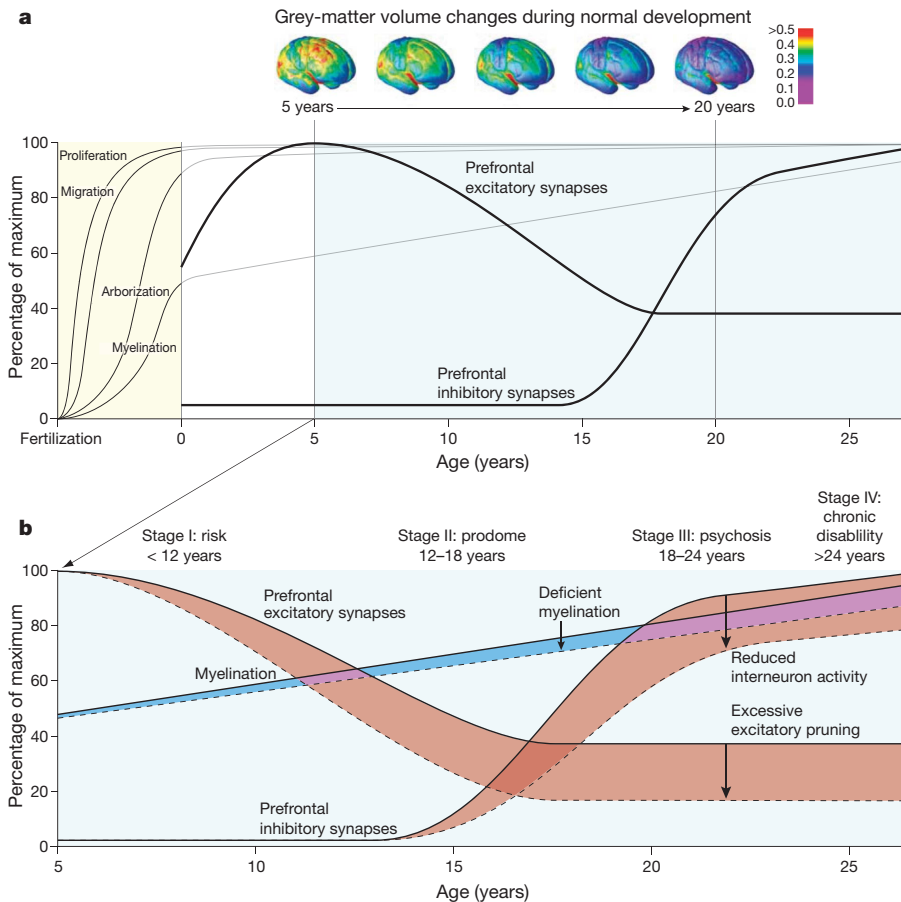 a
Grey-matter volume changes during normal development
>0.5
0.4
0.3
0.2
0.1
0.0
5 years
20 years
100
80
60
40
20
0
Percentage of maximum
Proliferation
Migration
Arborization
Myelination
Prefrontal
excitatory synapses
Prefrontal
inhibitory synapses
Fertilization
0
5
10
15
20
25
Age (years)
b
Stage I: risk
< 12 years
Stage II: prodome
12–18 years
Stage III: psychosis
18–24 years
Stage IV:
chronic
disablility
>24 years
100
80
60
40
20
0
Percentage of maximum
Prefrontal
excitatory synapses
Myelination
Deficient
myelination
Reduced
interneuron activity
Excessive
excitatory pruning
Prefrontal
inhibitory synapses
5
10
15
20
25
Age (years)